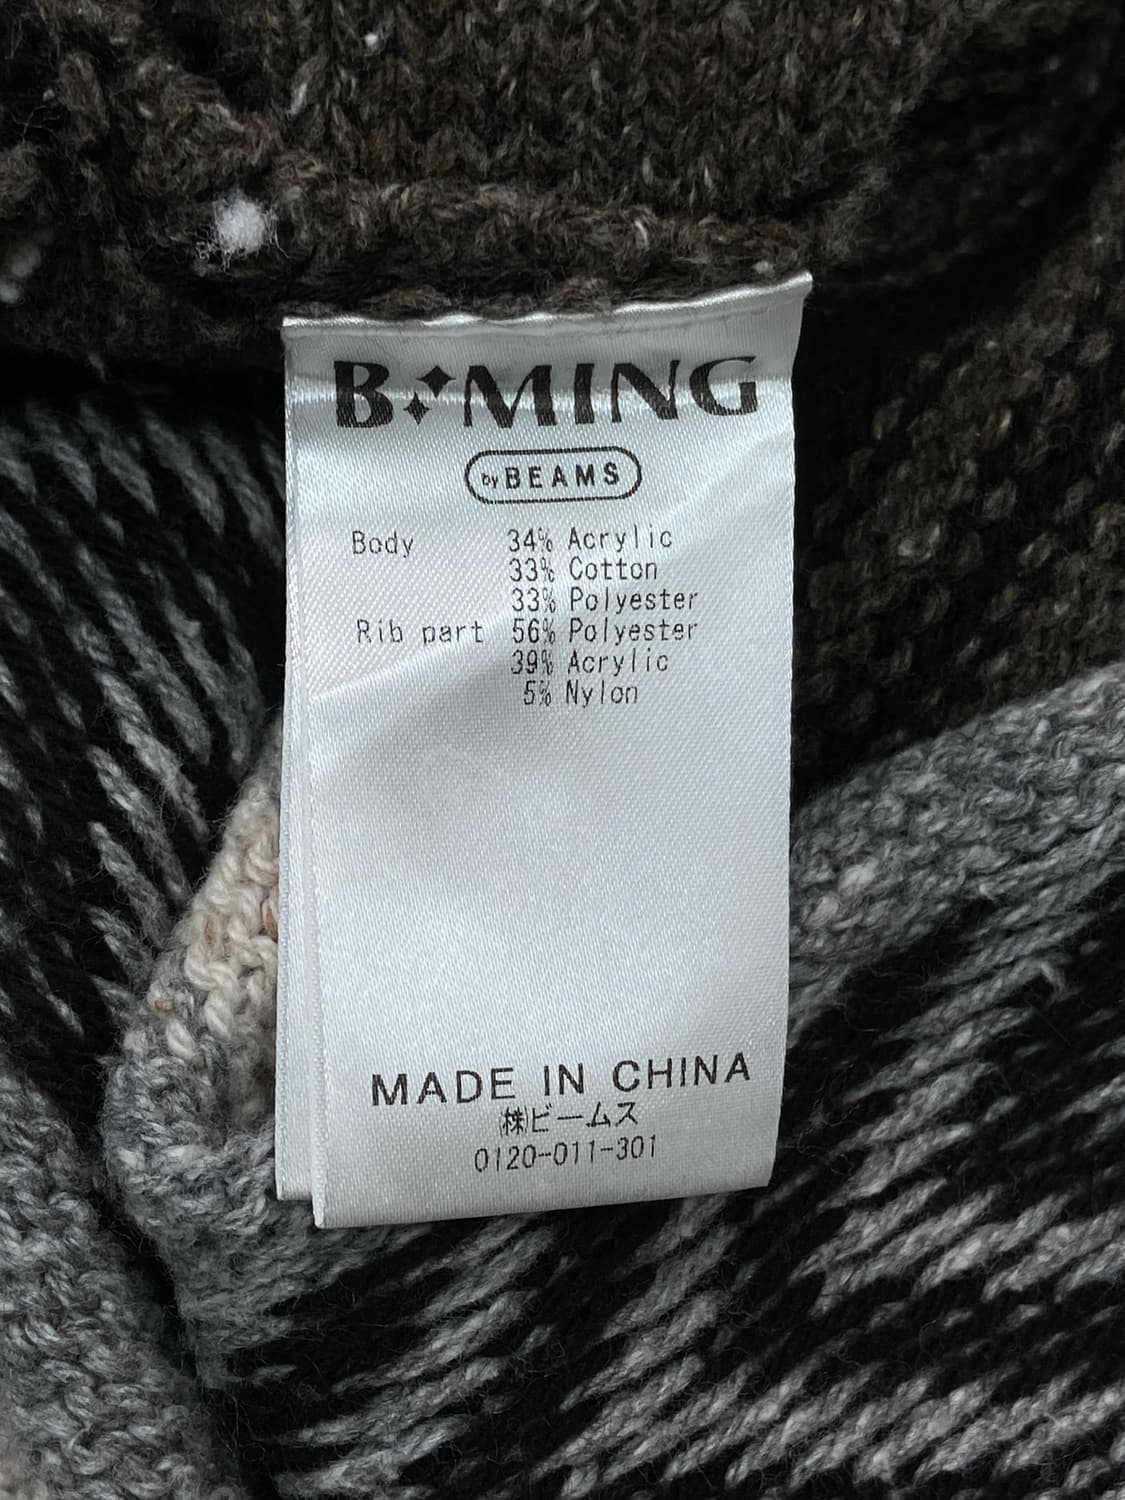 B:MING
by BEAMS
Body 34% Acrylic
33% Cotton
33% Polyester
Rib part 56% Polyester
39% Acrylic
5% Nylon
MADE IN CHINA
㈱ビームス
0120-011-301